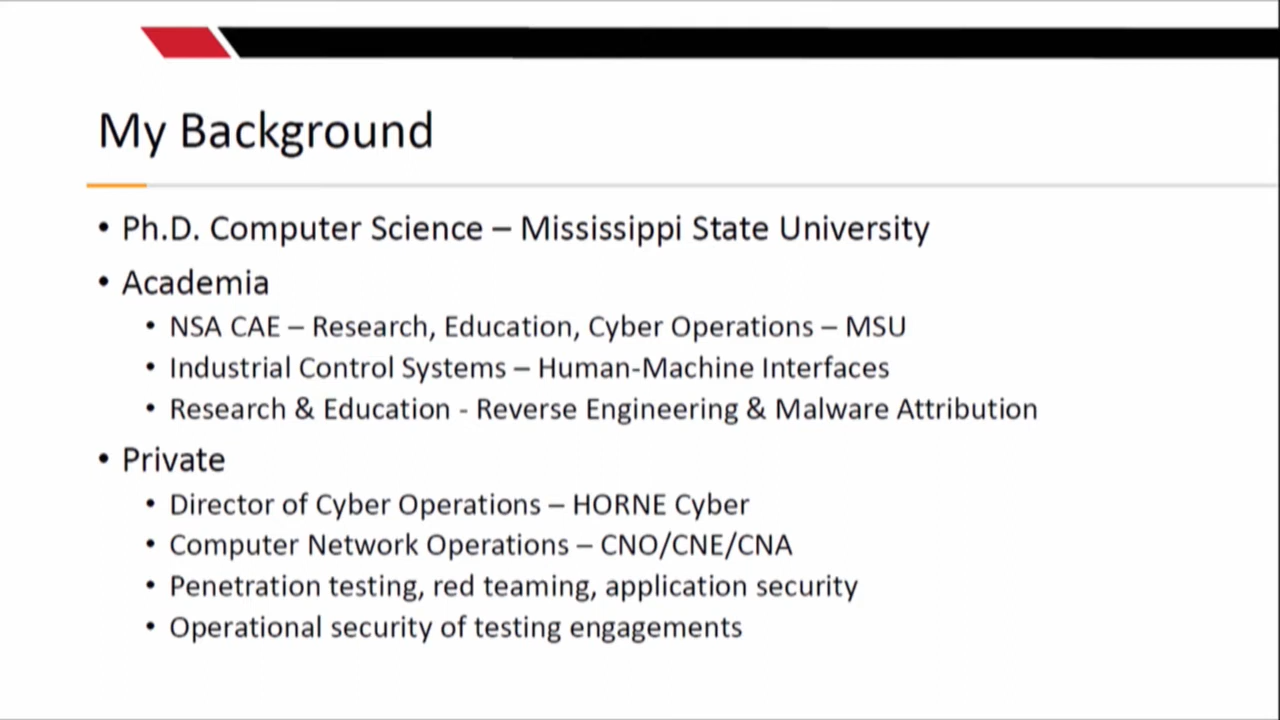 My Background
• Ph.D. Computer Science – Mississippi State University
• Academia
• NSA CAE – Research, Education, Cyber Operations – MSU
• Industrial Control Systems – Human-Machine Interfaces
• Research & Education - Reverse Engineering & Malware Attribution
• Private
• Director of Cyber Operations – HORNE Cyber
• Computer Network Operations – CNO/CNE/CNA
• Penetration testing, red teaming, application security
• Operational security of testing engagements